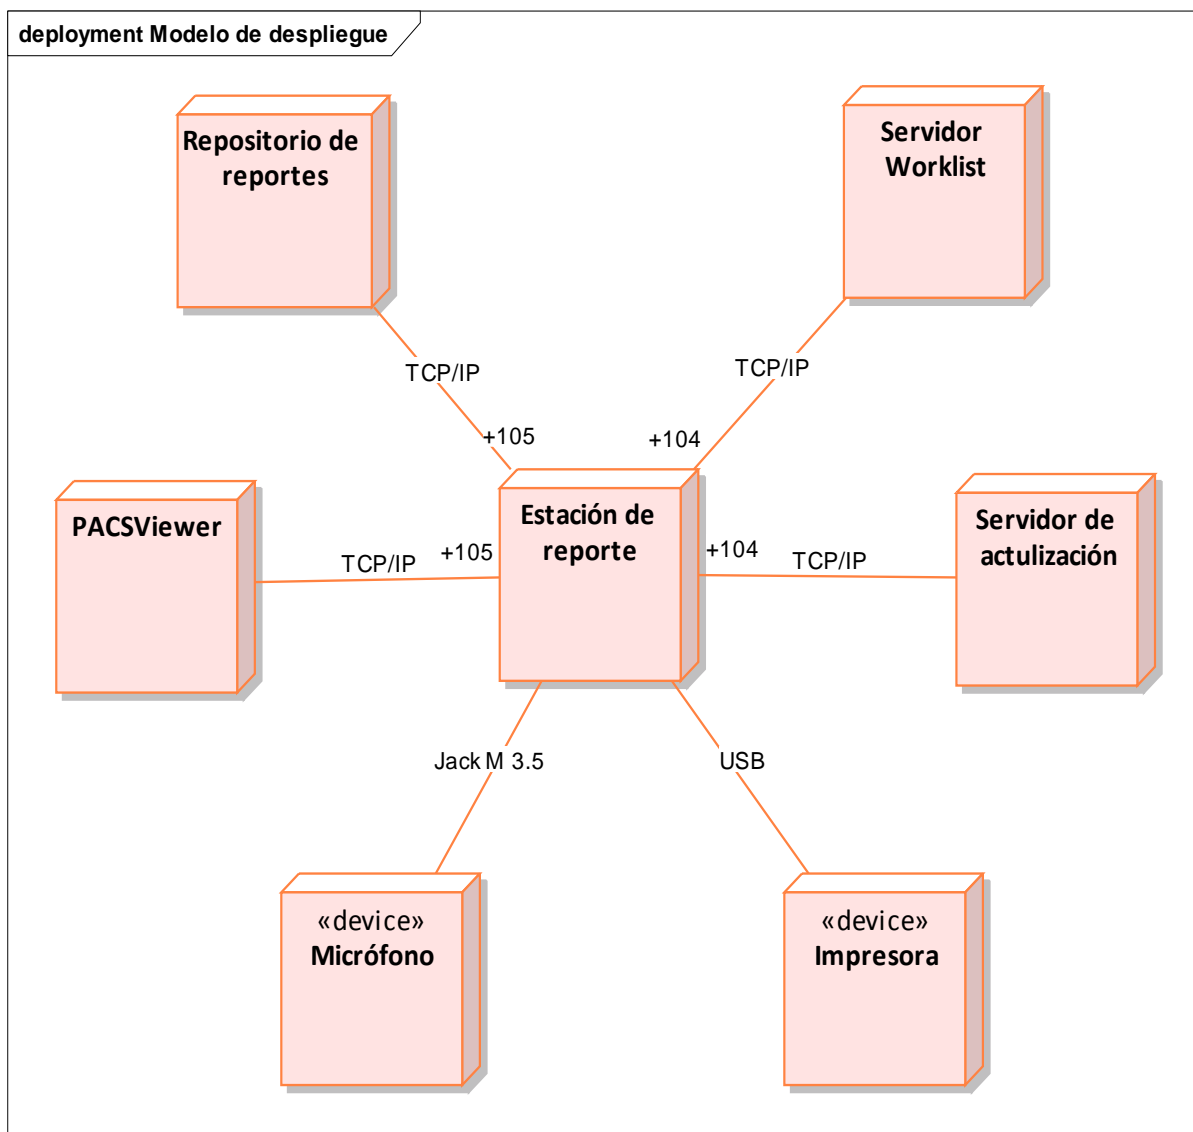 deployment Modelo de despliegue
Repositorio de
reportes
Servidor
Worklist
TCP/IP
TCP/IP
+105
+104
PACSViewer
Estación de
reporte
Servidor de
actulización
TCP/IP
+105
+104
TCP/IP
Jack M 3.5
USB
«device»
Micrófono
«device»
Impresora